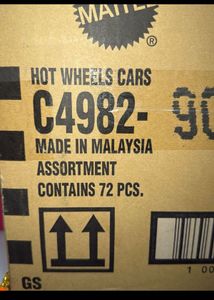 MATTEL
®
HOT WHEELS CARS
C4982- 90
MADE IN MALAYSIA
ASSORTMENT
CONTAINS 72 PCS.
1 00
GS